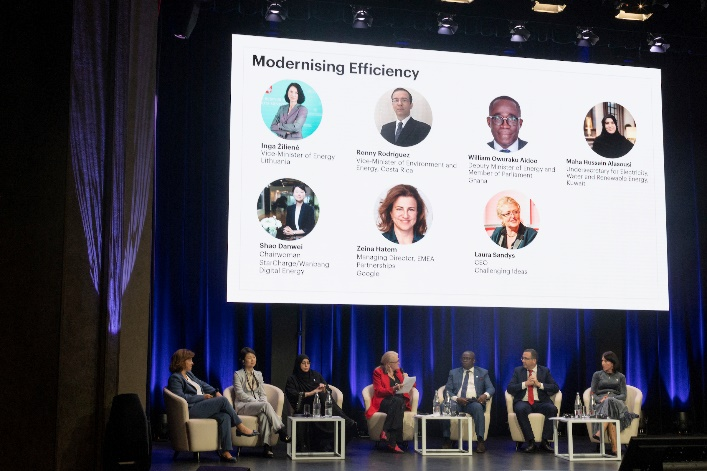 Modernising Efficiency
Inga Žilienė
Vice-Minister of Energy
Lithuania
Ronny Rodriguez
Vice-Minister of Environment and
Energy, Costa Rica
William Owuraku Aidoo
Deputy Minister of Energy and
Member of Parliament
Ghana
Maha Hussein Alasousi
Undersecretary for Electricity,
Water and Renewable Energy,
Kuwait
Shao Danwei
Chairwoman
StarCharge/Wanbang
Digital Energy
Zeina Hatem
Managing Director, EMEA
Partnerships
Google
Laura Sandys
CEO
Challenging Ideas